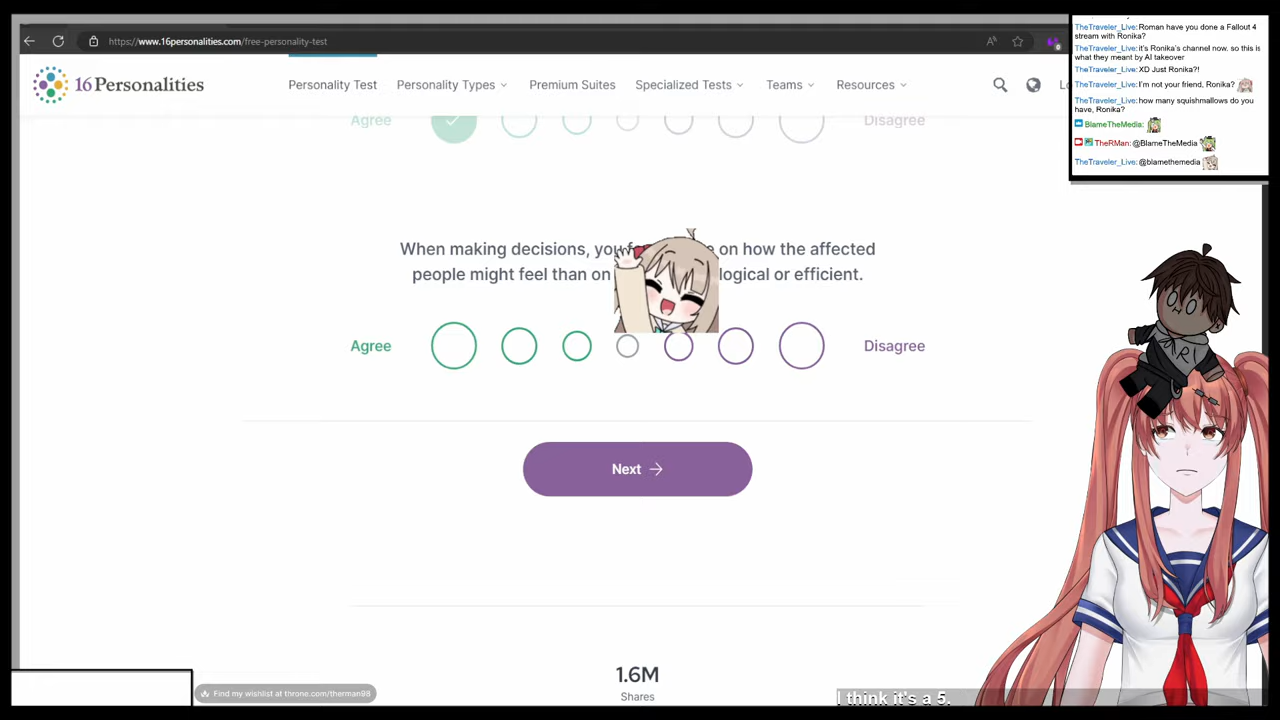 https://www.16personalities.com/free-personality-test
16Personalities
Personality Test
Personality Types
Premium Suites
Specialized Tests
Teams
Resources
Agree
Disagree
When making decisions, you on how the affected
people might feel than on logical or efficient.
Agree
Disagree
Next
1.6M
Shares
Find my wishlist at throne.com/therman98
I think it's a 5.
TheTraveler_Live: Roman have you done a Fallout 4
stream with Ronika?
TheTraveler_Live: it's Ronika's channel now. so this is
what they meant by AI takeover
TheTraveler_Live: XD Just Ronika?!
TheTraveler_Live: I'm not your friend, Ronika?
TheTraveler_Live: how many squishmallows do you
have, Ronika?
BlameTheMedia:
TheRMan: @BlameTheMedia
TheTraveler_Live: @blamethemedia